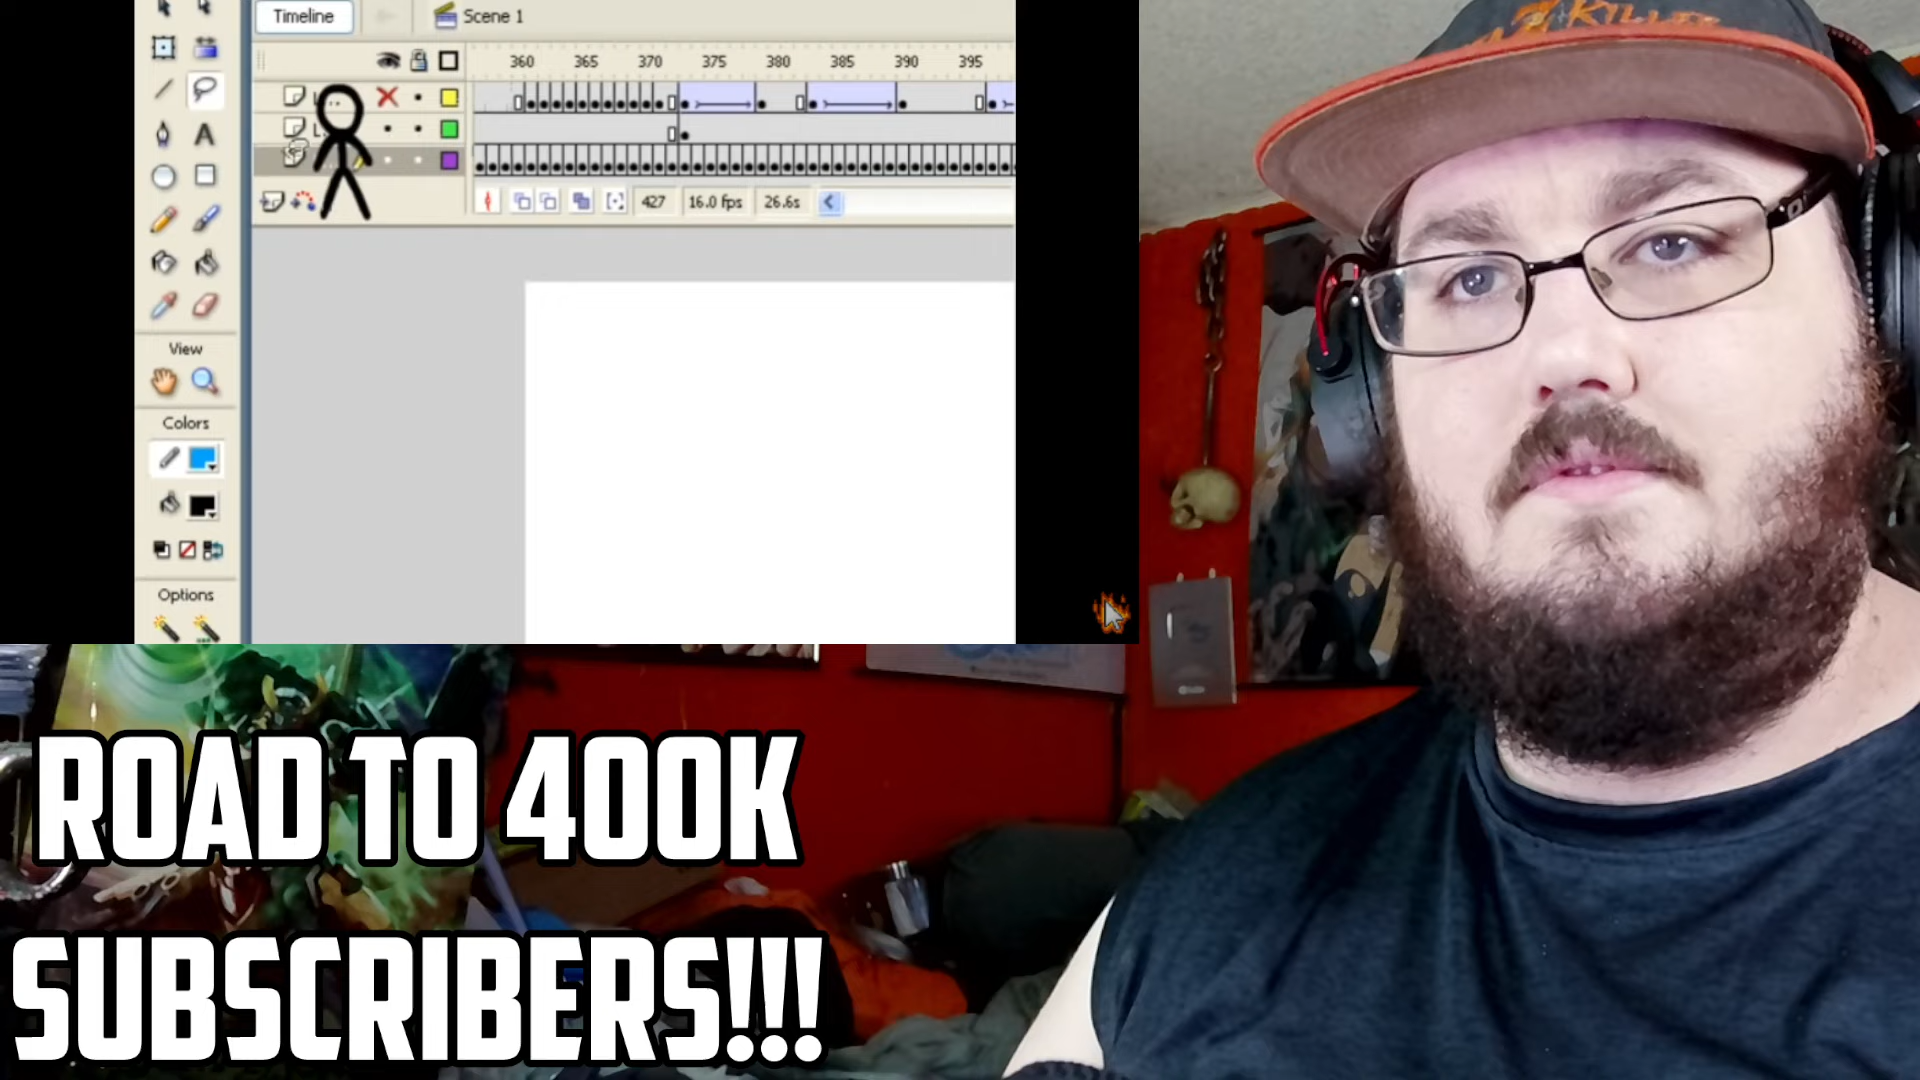 Timeline
Scene 1
360 365 370 375 380 385 390 395
A
427 16.0 fps 26.6s
View
Colors
Options
KILLER
ROAD TO 400K
SUBSCRIBERS!!!